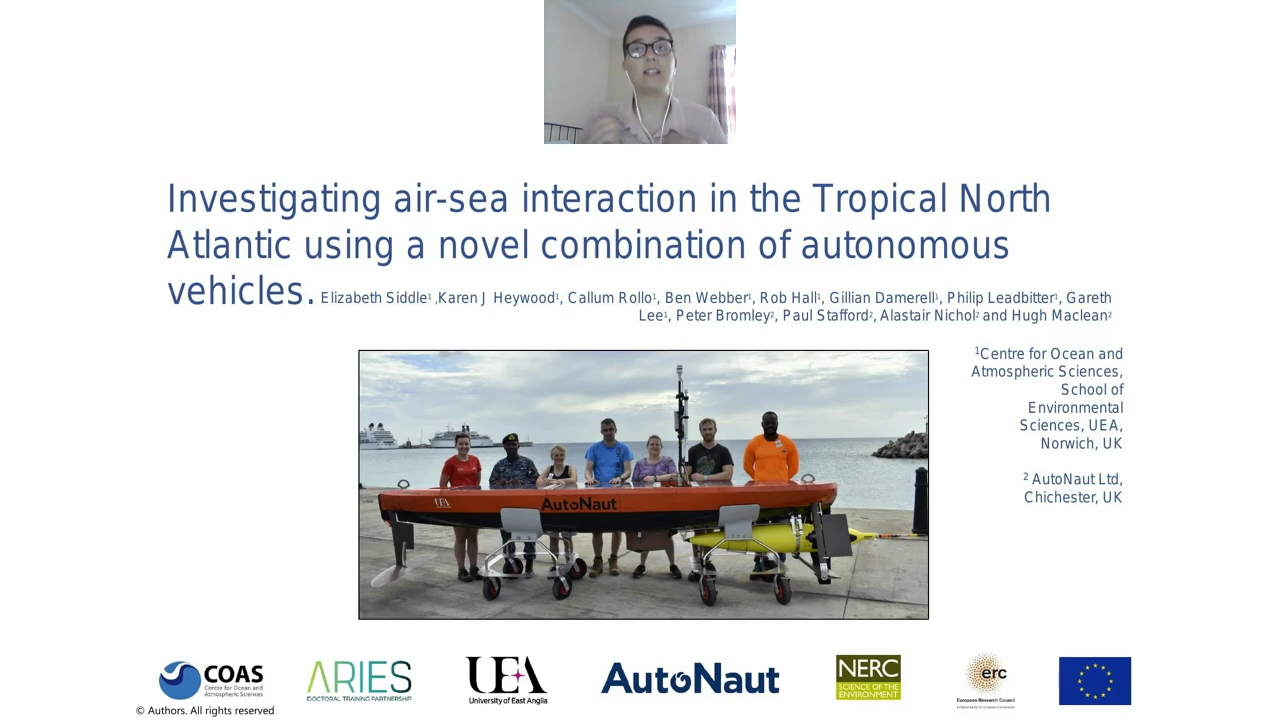 Investigating air-sea interaction in the Tropical North
Atlantic using a novel combination of autonomous
vehicles. Elizabeth Siddle¹ ,Karen J Heywood¹, Callum Rollo¹, Ben Webber¹, Rob Hall¹, Gillian Damerell¹, Philip Leadbitter¹, Gareth
Lee¹, Peter Bromley², Paul Stafford², Alastair Nichol² and Hugh Maclean²
¹Centre for Ocean and
Atmospheric Sciences,
School of
Environmental
Sciences, UEA,
Norwich, UK
² AutoNaut Ltd,
Chichester, UK
UEA
AutoNaut
COAS
Centre for Ocean and
Atmospheric Sciences
ARIES
DOCTORAL TRAINING PARTNERSHIP
UEA
University of East Anglia
AutoNaut
NERC
SCIENCE OF THE
ENVIRONMENT
erc
European Research Council
© Authors. All rights reserved